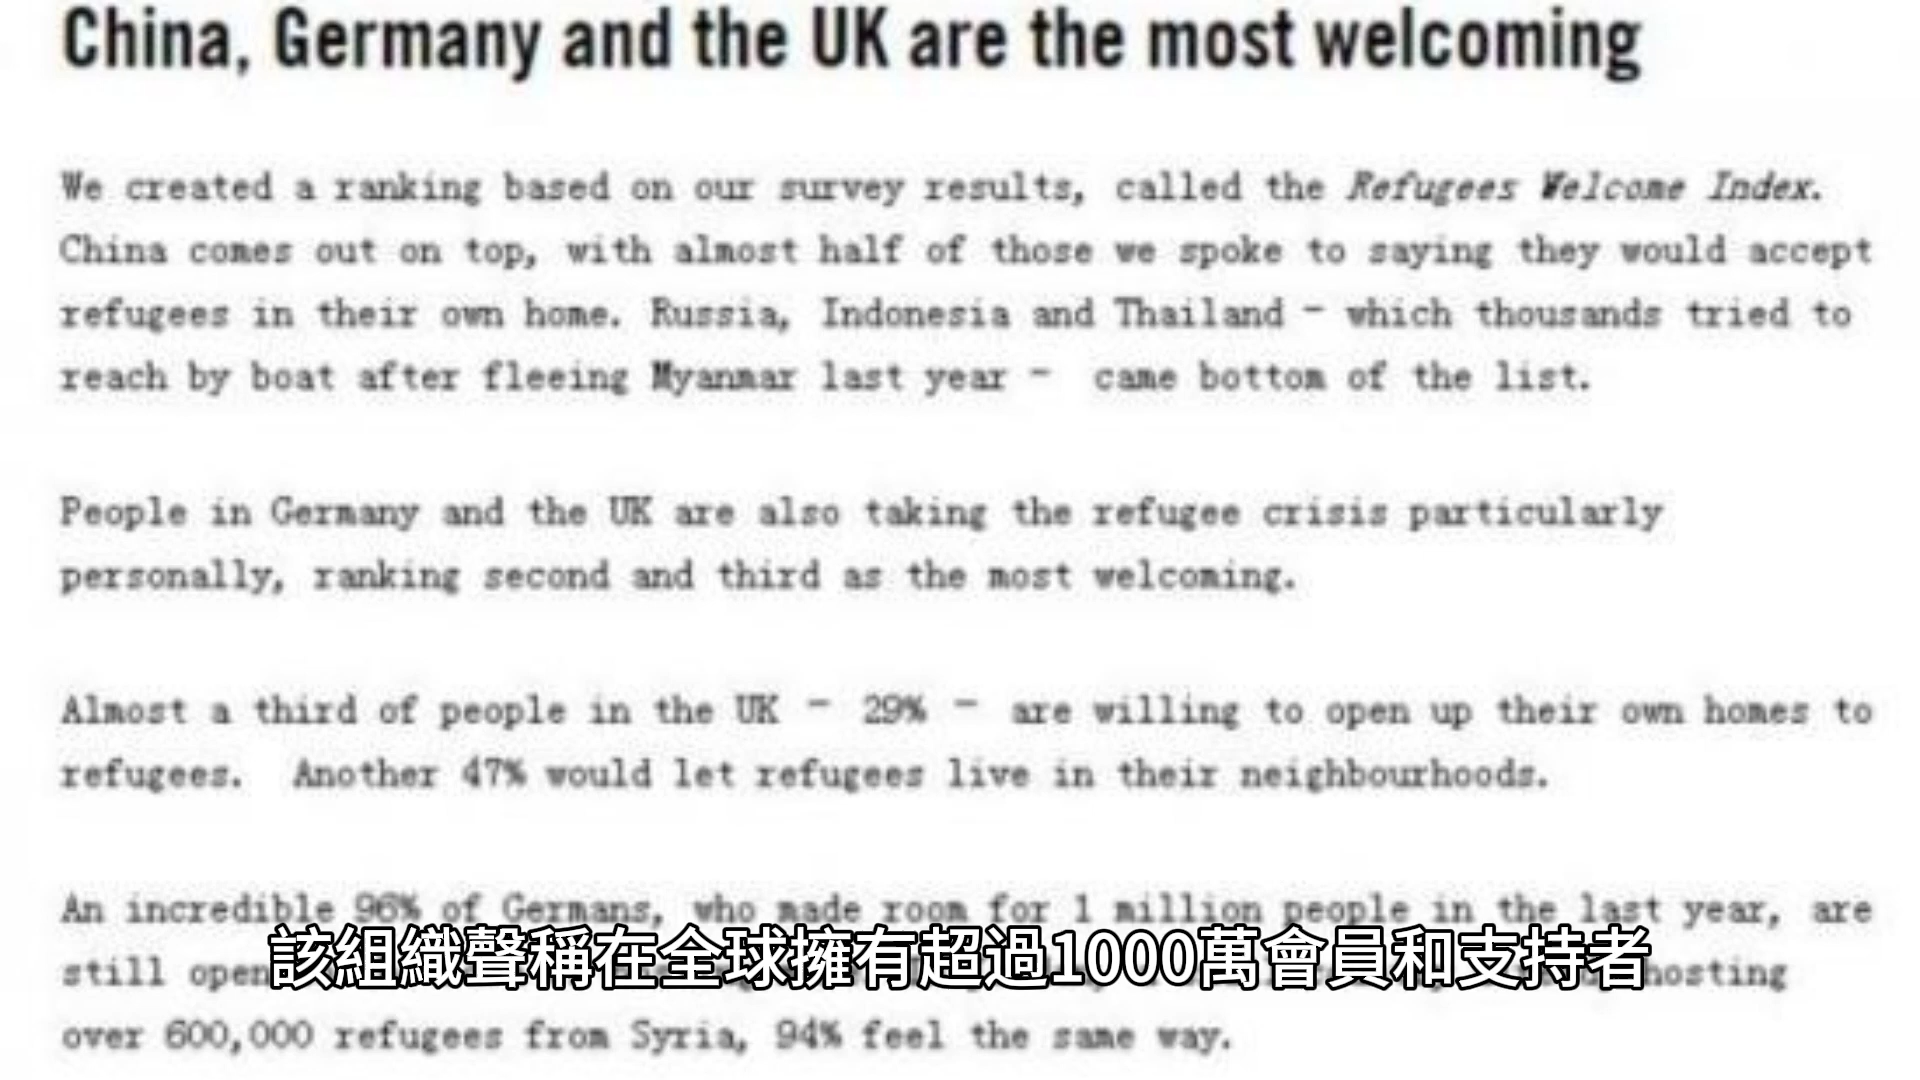 China, Germany and the UK are the most welcoming
We created a ranking based on our survey results, called the Refugees Welcome Index.
China comes out on top, with almost half of those we spoke to saying they would accept
refugees in their own home. Russia, Indonesia and Thailand - which thousands tried to
reach by boat after fleeing Myanmar last year - came bottom of the list.
People in Germany and the UK are also taking the refugee crisis particularly
personally, ranking second and third as the most welcoming.
Almost a third of people in the UK - 29% - are willing to open up their own homes to
refugees. Another 47% would let refugees live in their neighbourhoods.
An incredible 96% of Germans, who made room for 1 million people in the last year, are
still open hosting
該組織聲稱在全球擁有超過1000萬會員和支持者
over 600,000 refugees from Syria, 94% feel the same way.